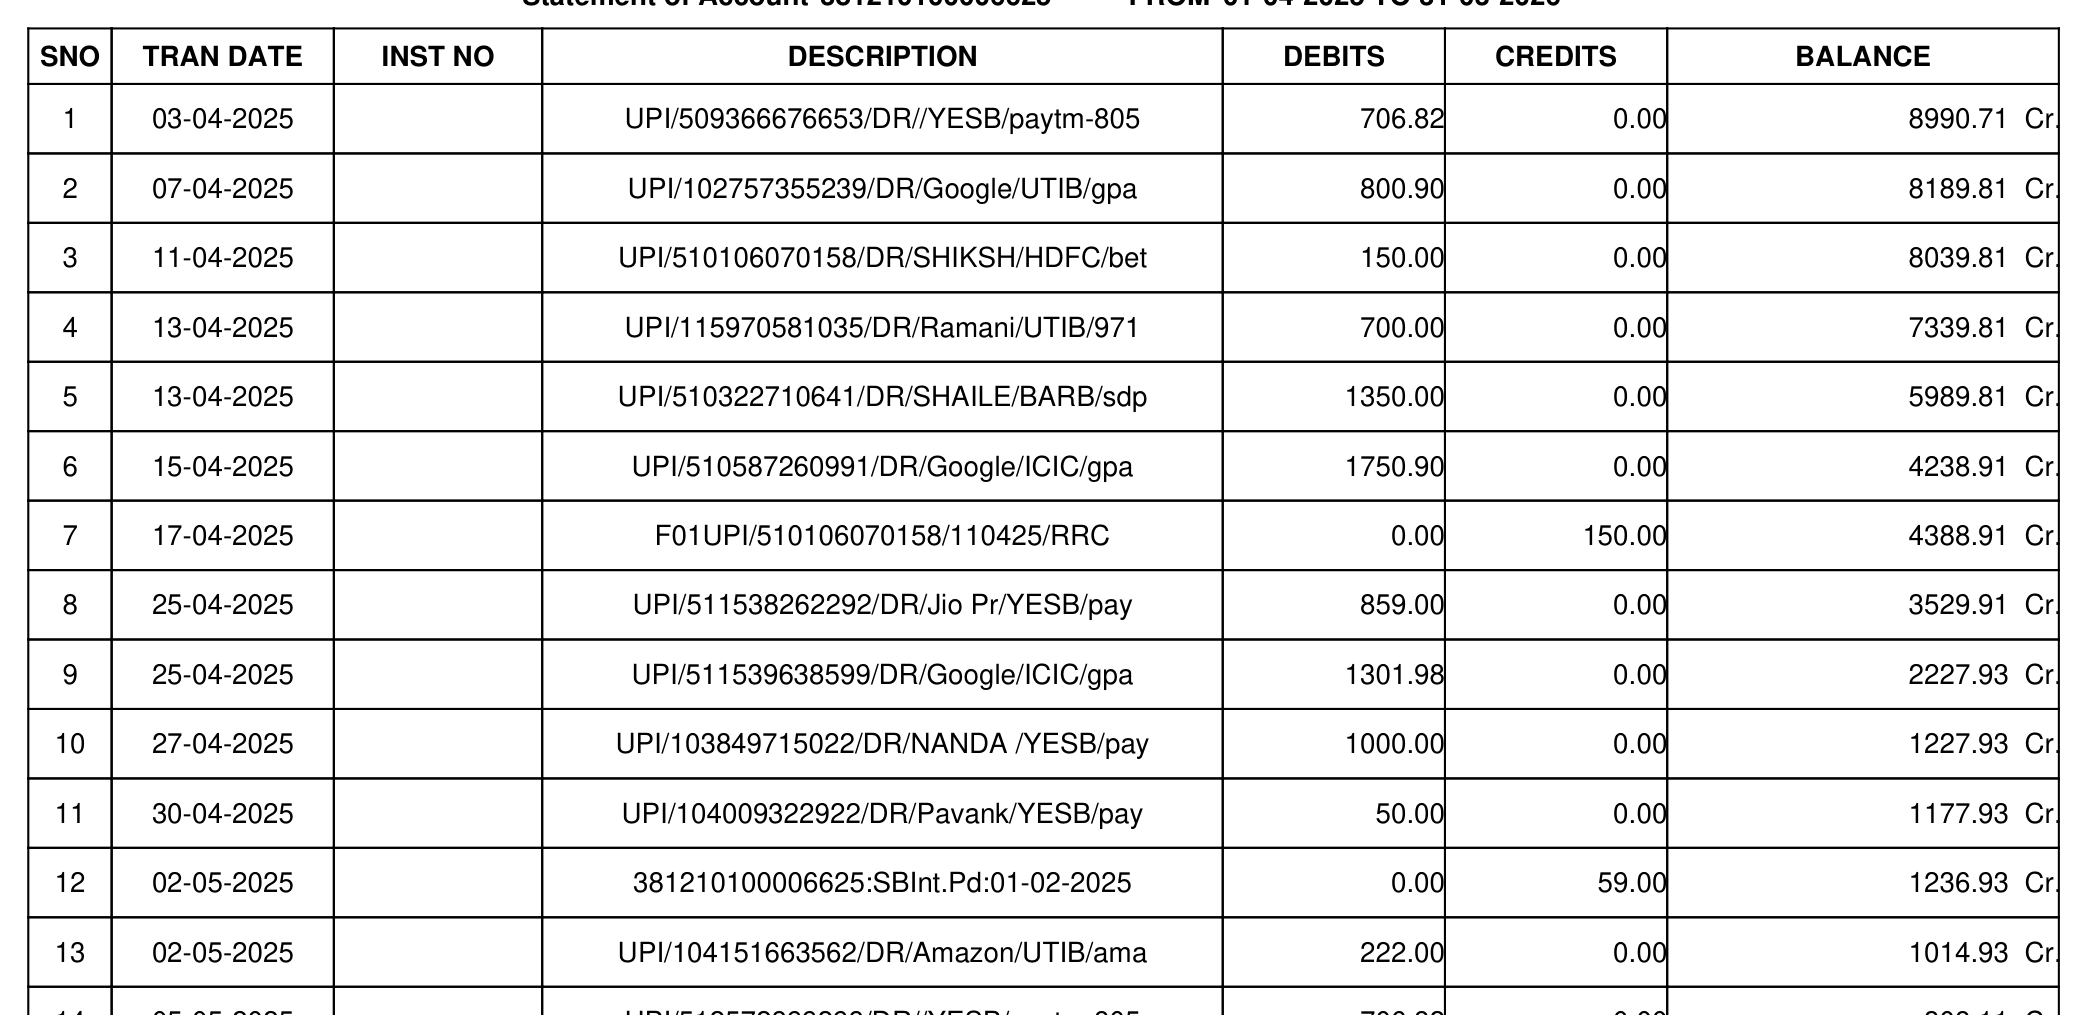 SNO TRAN DATE INST NO DESCRIPTION DEBITS CREDITS BALANCE
1 03-04-2025 UPI/509366676653/DR//YESB/paytm-805 706.82 0.00 8990.71 Cr.
2 07-04-2025 UPI/102757355239/DR/Google/UTIB/gpa 800.90 0.00 8189.81 Cr.
3 11-04-2025 UPI/510106070158/DR/SHIKSH/HDFC/bet 150.00 0.00 8039.81 Cr.
4 13-04-2025 UPI/115970581035/DR/Ramani/UTIB/971 700.00 0.00 7339.81 Cr.
5 13-04-2025 UPI/510322710641/DR/SHAILE/BARB/sdp 1350.00 0.00 5989.81 Cr.
6 15-04-2025 UPI/510587260991/DR/Google/ICIC/gpa 1750.90 0.00 4238.91 Cr.
7 17-04-2025 F01UPI/510106070158/110425/RRC 0.00 150.00 4388.91 Cr.
8 25-04-2025 UPI/511538262292/DR/Jio Pr/YESB/pay 859.00 0.00 3529.91 Cr.
9 25-04-2025 UPI/511539638599/DR/Google/ICIC/gpa 1301.98 0.00 2227.93 Cr.
10 27-04-2025 UPI/103849715022/DR/NANDA /YESB/pay 1000.00 0.00 1227.93 Cr.
11 30-04-2025 UPI/104009322922/DR/Pavank/YESB/pay 50.00 0.00 1177.93 Cr.
12 02-05-2025 381210100006625:SBInt.Pd:01-02-2025 0.00 59.00 1236.93 Cr.
13 02-05-2025 UPI/104151663562/DR/Amazon/UTIB/ama 222.00 0.00 1014.93 Cr.